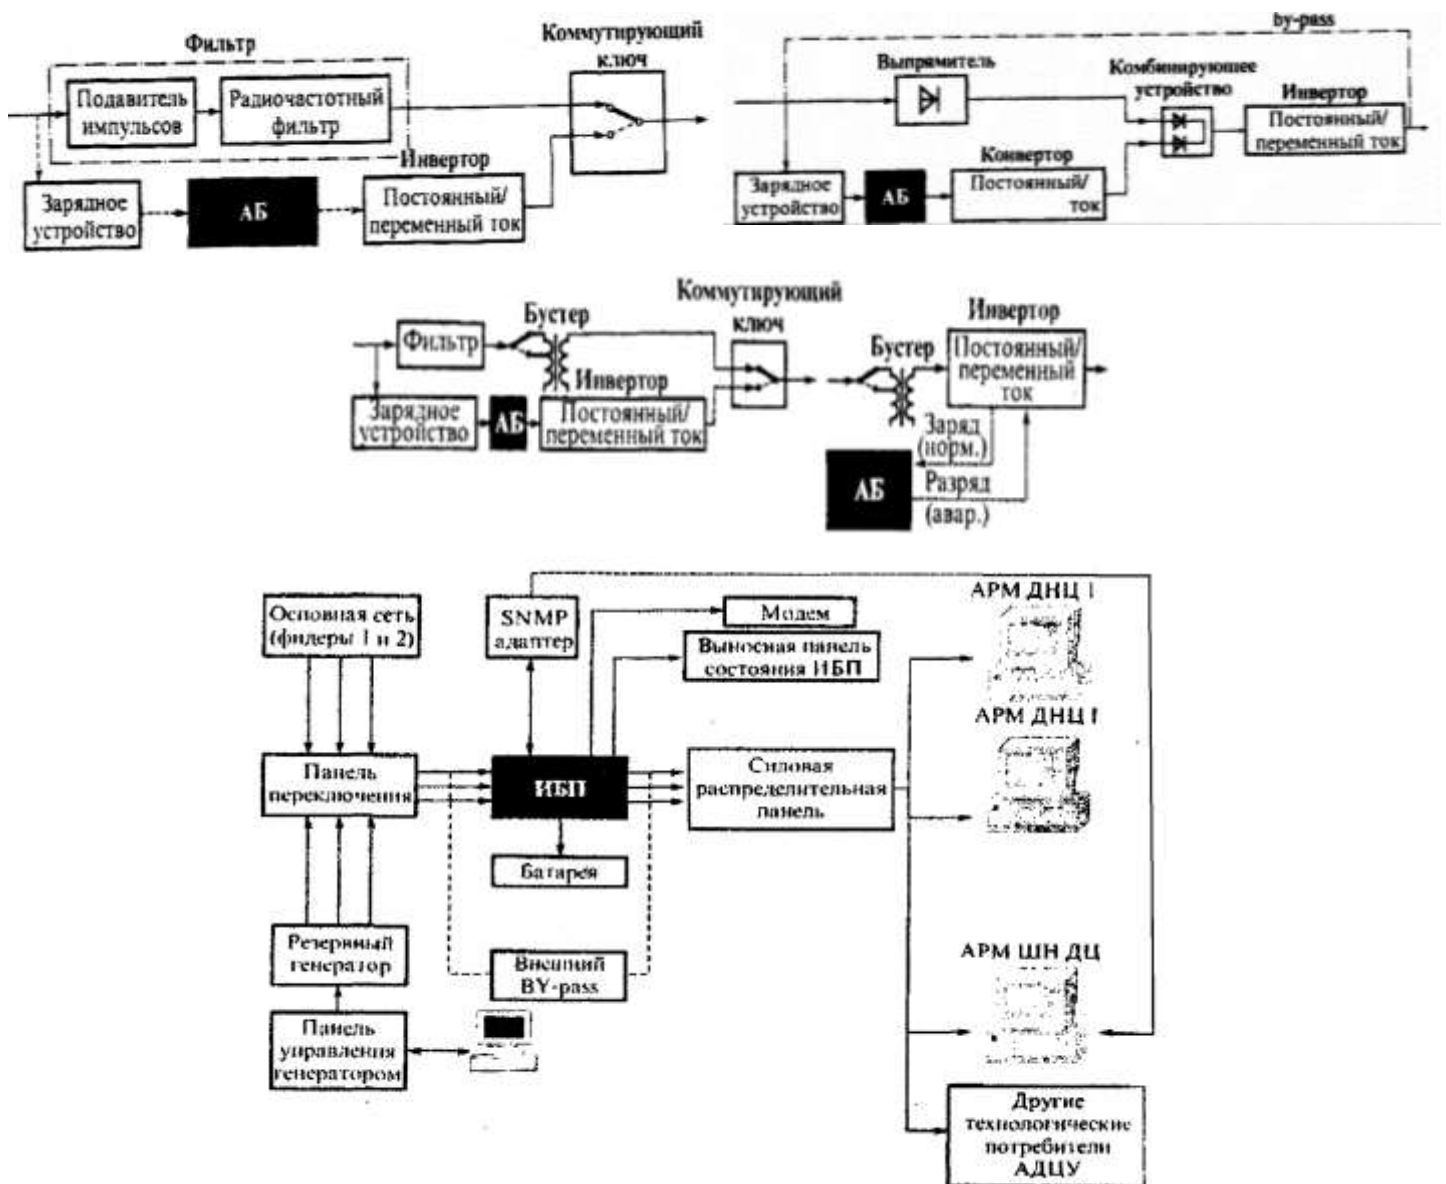 Фильтр
Подавитель
импульсов
Радиочастотный
фильтр
Коммутирующий
ключ
Зарядное
устройство
АБ
Инвертор
Постоянный/
переменный ток
by-pass
Выпрямитель
Комбинирующее
устройство
Инвертор
Постоянный/
переменный ток
Зарядное
устройство
АБ
Конвертор
Постоянный/
ток
Фильтр
Бустер
Коммутирующий
ключ
Зарядное
устройство
АБ
Инвертор
Постоянный/
переменный ток
Бустер
Инвертор
Постоянный/
переменный
ток
Заряд
(норм.)
АБ
Разряд
(авар.)
Основная сеть
(фидеры 1 и 2)
SNMP
адаптер
Модем
Выносная панель
состояния ИБП
АРМ ДНЦ 1
АРМ ДНЦ I
Панель
переключения
ИБП
Силовая
распределительная
панель
Батарея
Резервный
генератор
Внешний
BY-pass
АРМ ШН ДЦ
Панель
управления
генератором
Другие
технологические
потребители
АДЦУ